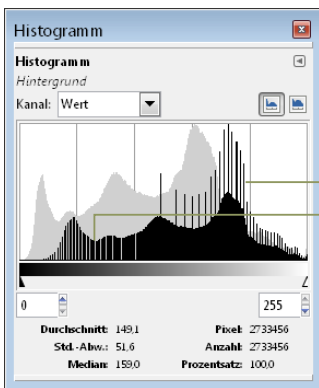 Histogramm
Histogramm
Hintergrund
Kanal: Wert
0 255
Durchschnitt: 149,1 Pixel: 2733456
Std.-Abw.: 51,6 Anzahl: 2733456
Median: 159,0 Prozentsatz: 100,0